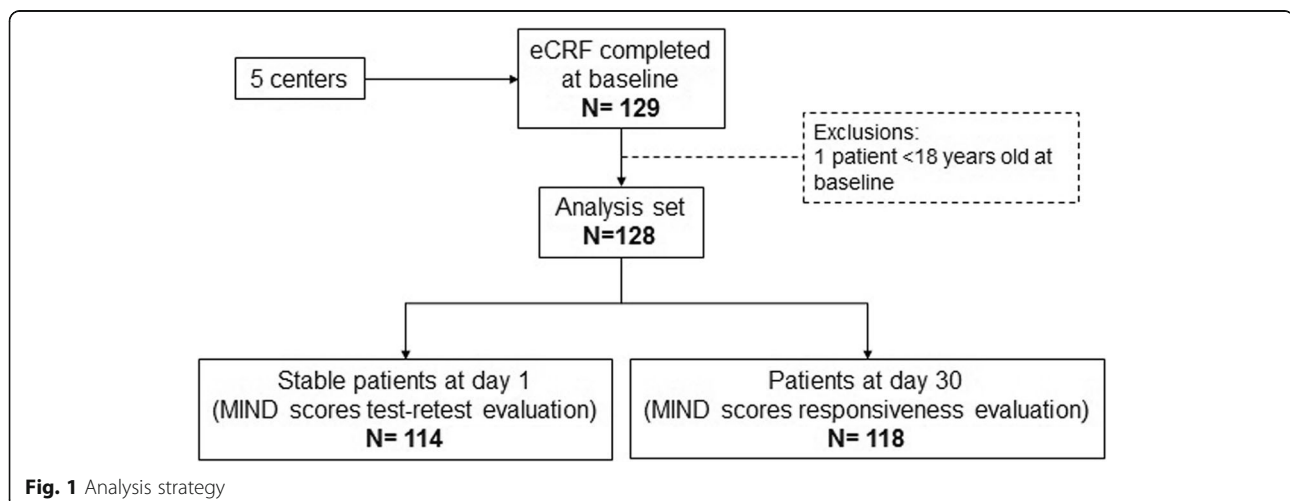 5 centers
eCRF completed
at baseline
N= 129
Exclusions:
1 patient <18 years old at
baseline
Analysis set
N=128
Stable patients at day 1
(MIND scores test-retest evaluation)
N= 114
Patients at day 30
(MIND scores responsiveness evaluation)
N= 118
Fig. 1 Analysis strategy